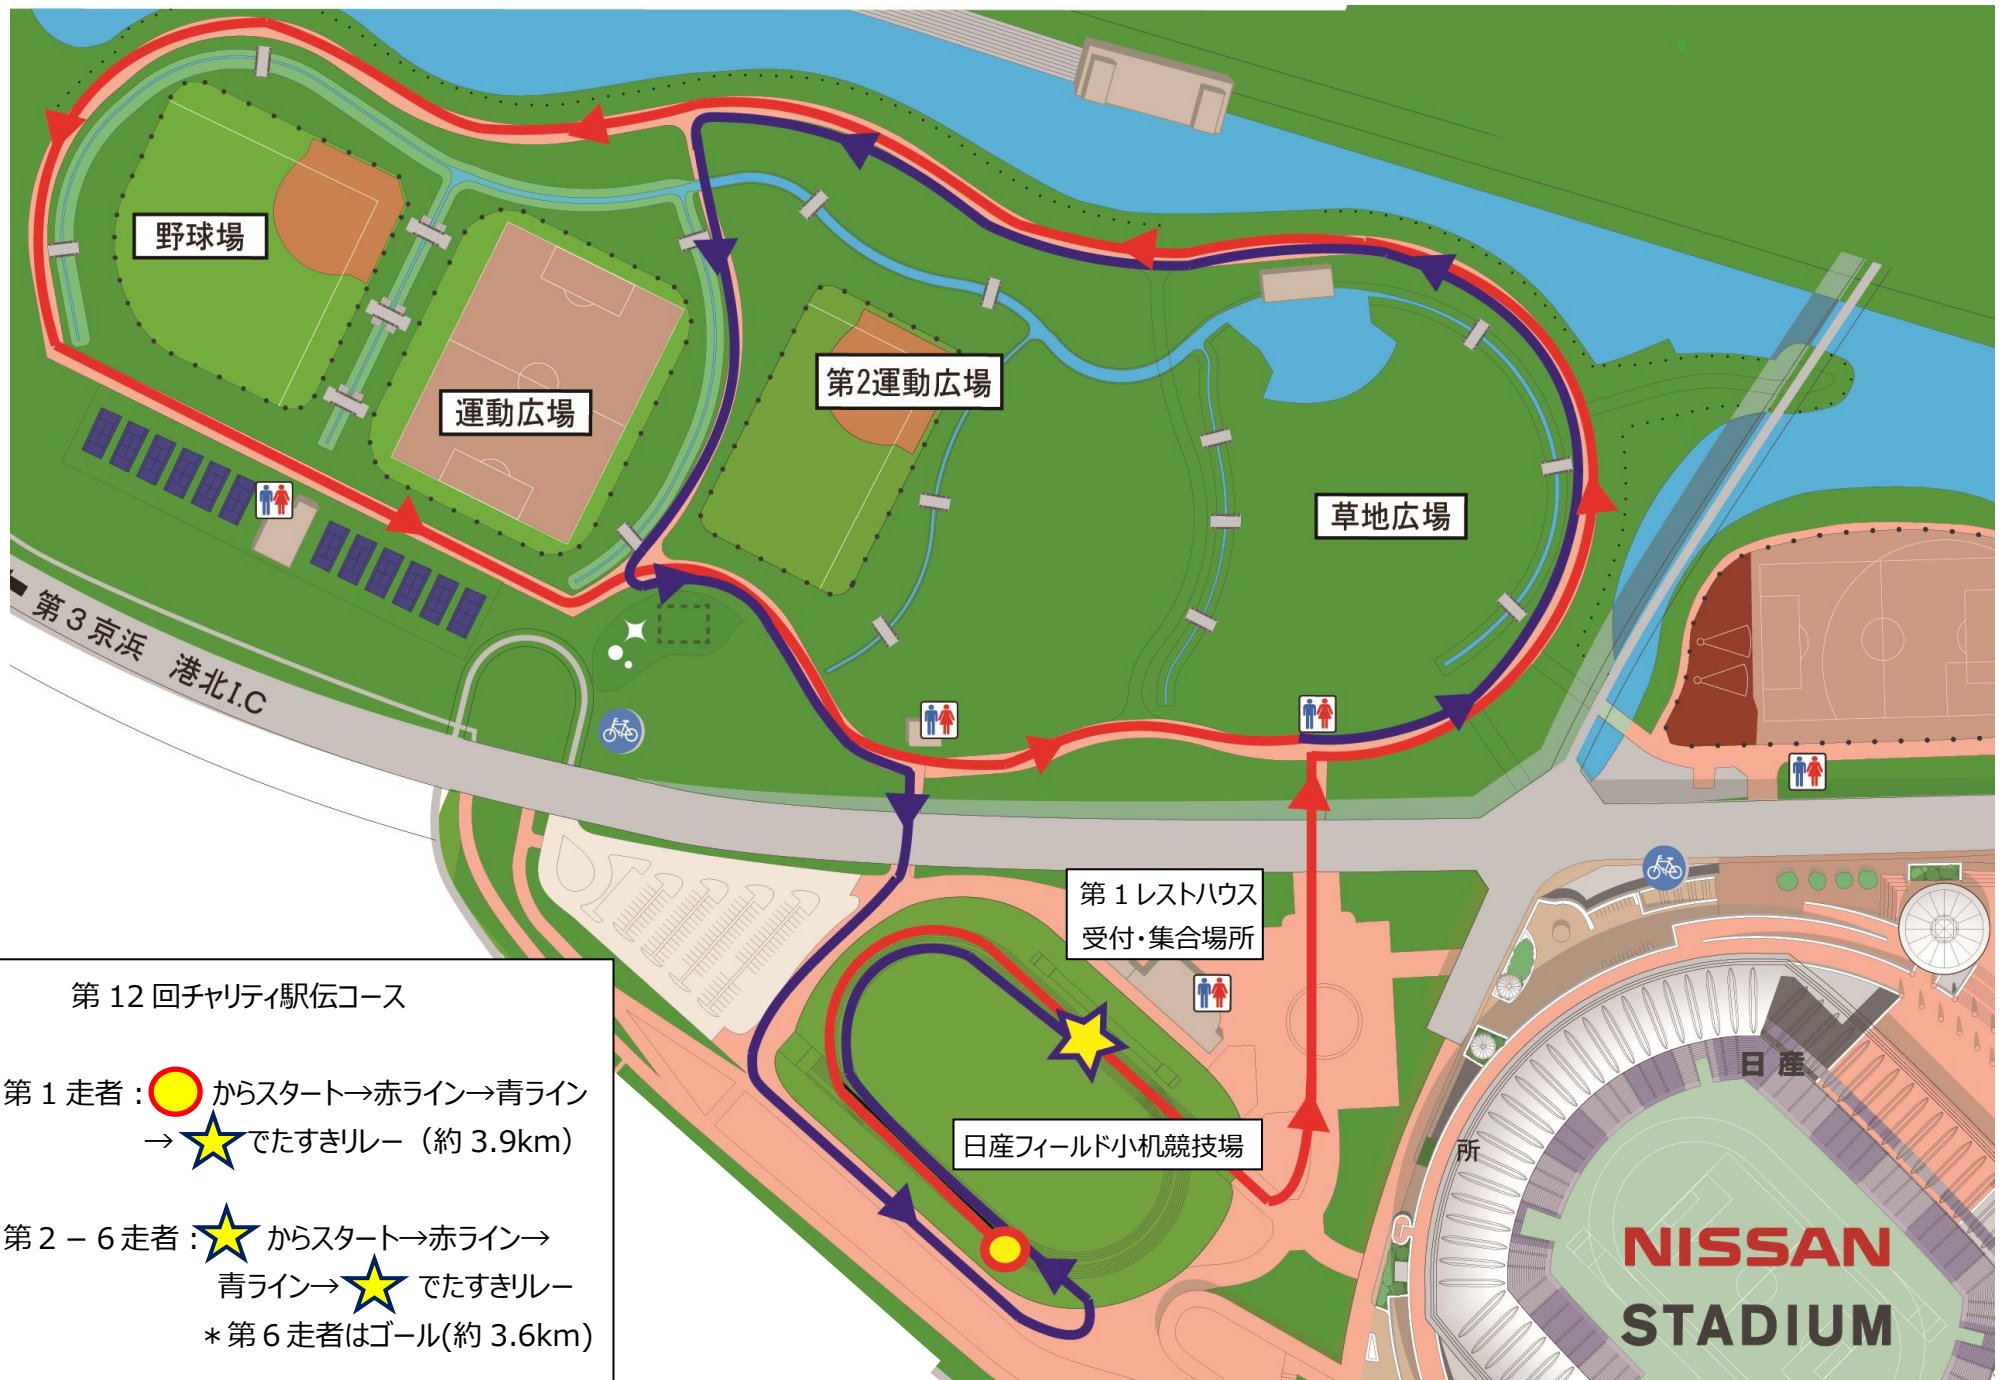 野球場
運動広場
第2運動広場
草地広場
第3京浜 港北I.C
第1レストハウス
受付・集合場所
日産フィールド小机競技場
日産
所
NISSAN
STADIUM
第12回チャリティ駅伝コース
第1走者: からスタート→赤ライン→青ライン
→ でたすきリレー(約3.9km)
第2-6走者: からスタート→赤ライン→
青ライン→ でたすきリレー
*第6走者はゴール(約3.6km)